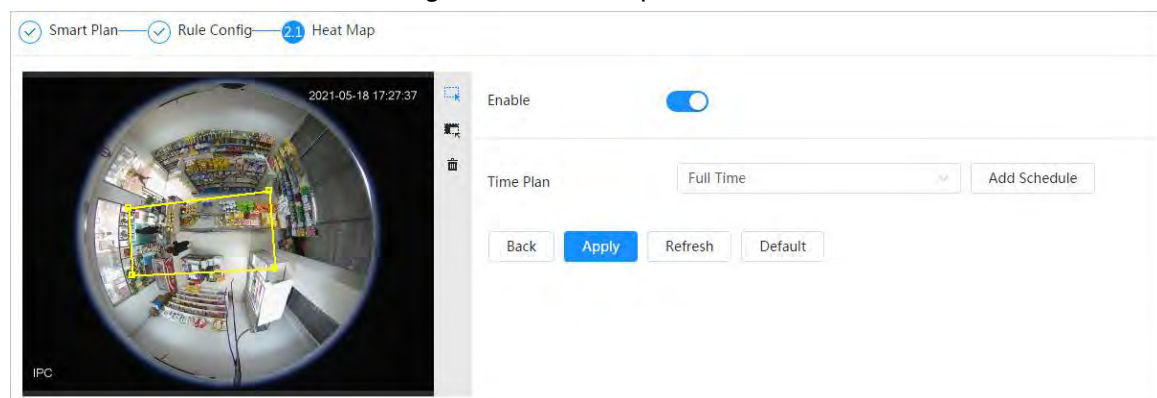 Smart Plan Rule Config 2.1 Heat Map
2021-05-18 17:27:37
Enable
Time Plan Full Time Add Schedule
Back Apply Refresh Default
IPC